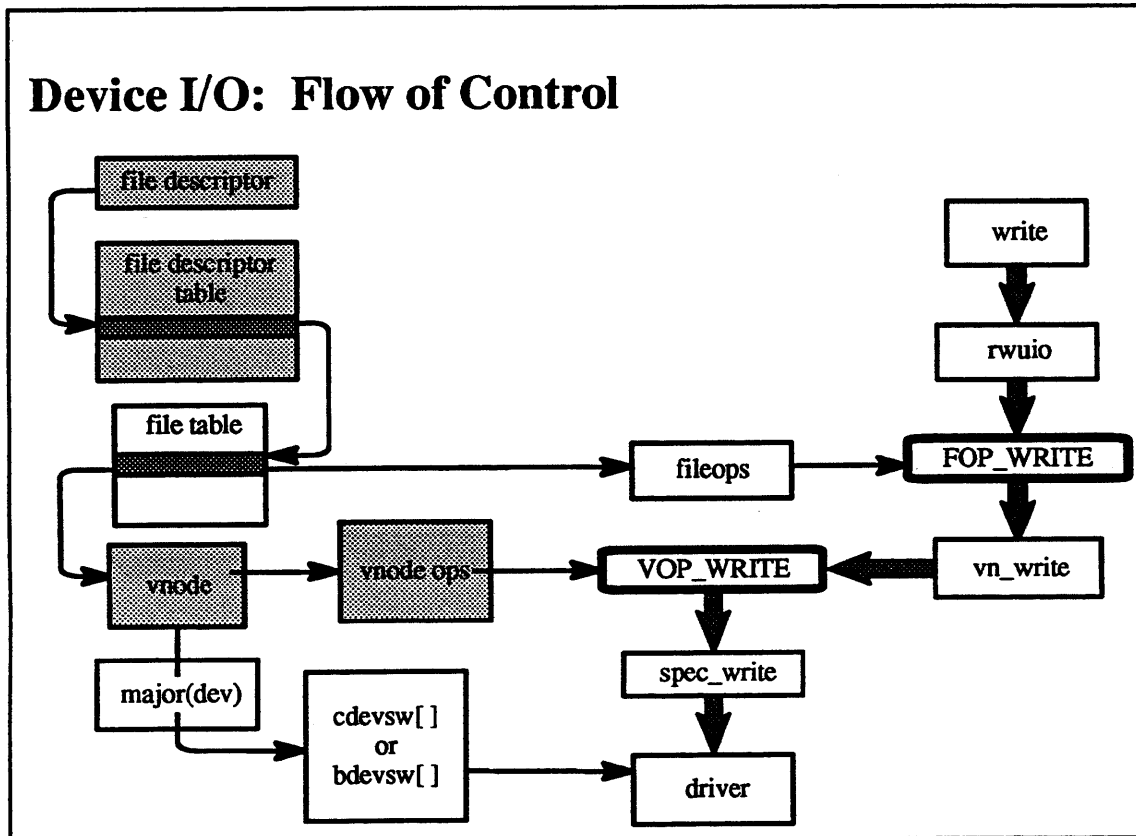 Device I/O: Flow of Control
file descriptor
file descriptor
table
file table
vnode
vnode ops
major(dev)
cdevsw[ ]
or
bdevsw[ ]
write
rwuio
fileops
FOP_WRITE
VOP_WRITE
vn_write
spec_write
driver